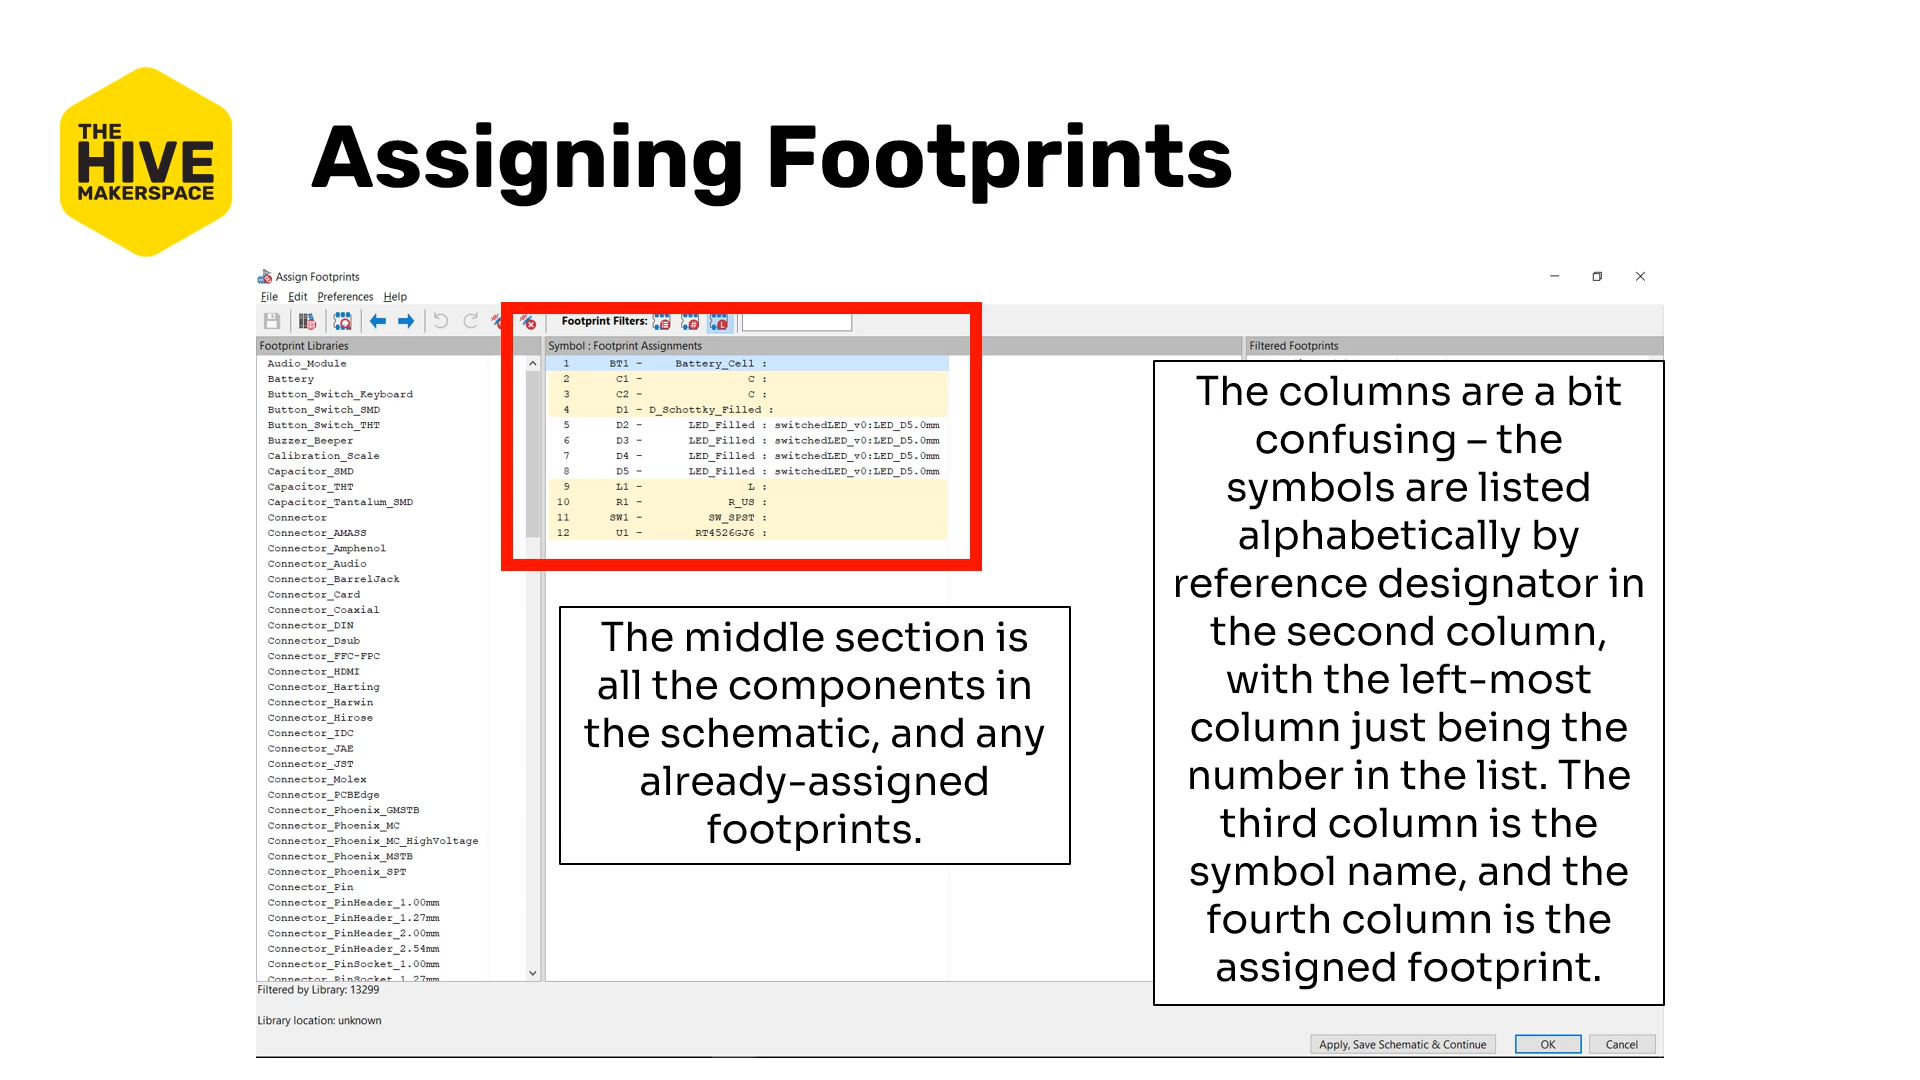 THE
HIVE
MAKERSPACE
Assigning Footprints
Assign Footprints
File Edit Preferences Help
Footprint Filters:
Footprint Libraries
Symbol : Footprint Assignments
Filtered Footprints
Audio_Module
Battery
Button_Switch_Keyboard
Button_Switch_SMD
Button_Switch_THT
Buzzer_Beeper
Calibration_Scale
Capacitor_SMD
Capacitor_THT
Capacitor_Tantalum_SMD
Connector
Connector_AMASS
Connector_Amphenol
Connector_Audio
Connector_BarrelJack
Connector_Card
Connector_Coaxial
Connector_DIN
Connector_Dsub
Connector_FFC-FPC
Connector_HDMI
Connector_Harting
Connector_Harwin
Connector_Hirose
Connector_IDC
Connector_JAE
Connector_JST
Connector_Molex
Connector_PCBEdge
Connector_Phoenix_GMSTB
Connector_Phoenix_MC
Connector_Phoenix_MC_HighVoltage
Connector_Phoenix_MSTB
Connector_Phoenix_SPT
Connector_Pin
Connector_PinHeader_1.00mm
Connector_PinHeader_1.27mm
Connector_PinHeader_2.00mm
Connector_PinHeader_2.54mm
Connector_PinSocket_1.00mm
Connector_PinSocket_1.27mm
1 BT1 - Battery_Cell :
2 C1 - C :
3 C2 - C :
4 D1 - D_Schottky_Filled :
5 D2 - LED_Filled : switchedLED_v0:LED_D5.0mm
6 D3 - LED_Filled : switchedLED_v0:LED_D5.0mm
7 D4 - LED_Filled : switchedLED_v0:LED_D5.0mm
8 D5 - LED_Filled : switchedLED_v0:LED_D5.0mm
9 L1 - L :
10 R1 - R_US :
11 SW1 - SW_SPST :
12 U1 - RT4526GJ6 :
The middle section is
all the components in
the schematic, and any
already-assigned
footprints.
The columns are a bit
confusing – the
symbols are listed
alphabetically by
reference designator in
the second column,
with the left-most
column just being the
number in the list. The
third column is the
symbol name, and the
fourth column is the
assigned footprint.
Filtered by Library: 13299
Library location: unknown
Apply, Save Schematic & Continue
OK
Cancel